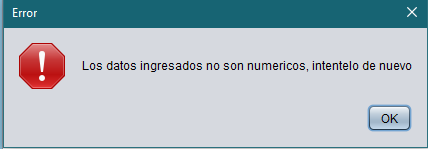 Error
Los datos ingresados no son numericos, intentelo de nuevo
OK